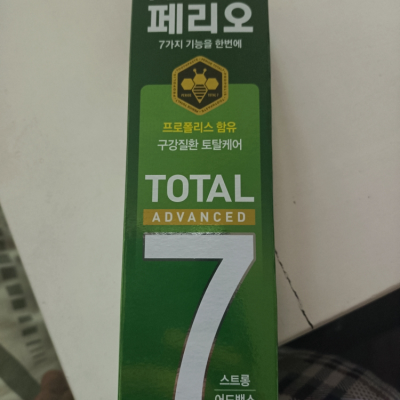 페리오
7가지 기능을 한번에
프로폴리스 함유
구강질환 토탈케어
TOTAL
ADVANCED
7
스트롱